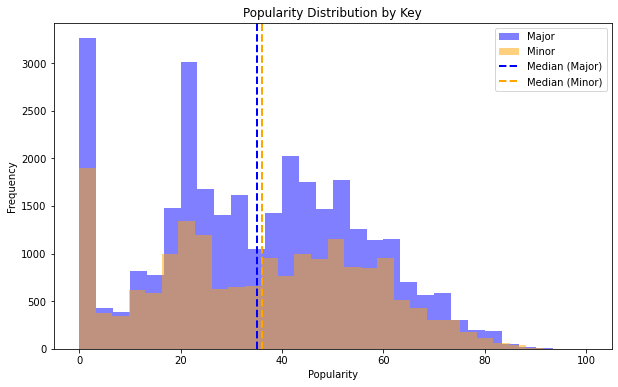 Popularity Distribution by Key
Major
Minor
Median (Major)
Median (Minor)
3000
2500
2000
1500
1000
500
0
Frequency
0 20 40 60 80 100
Popularity